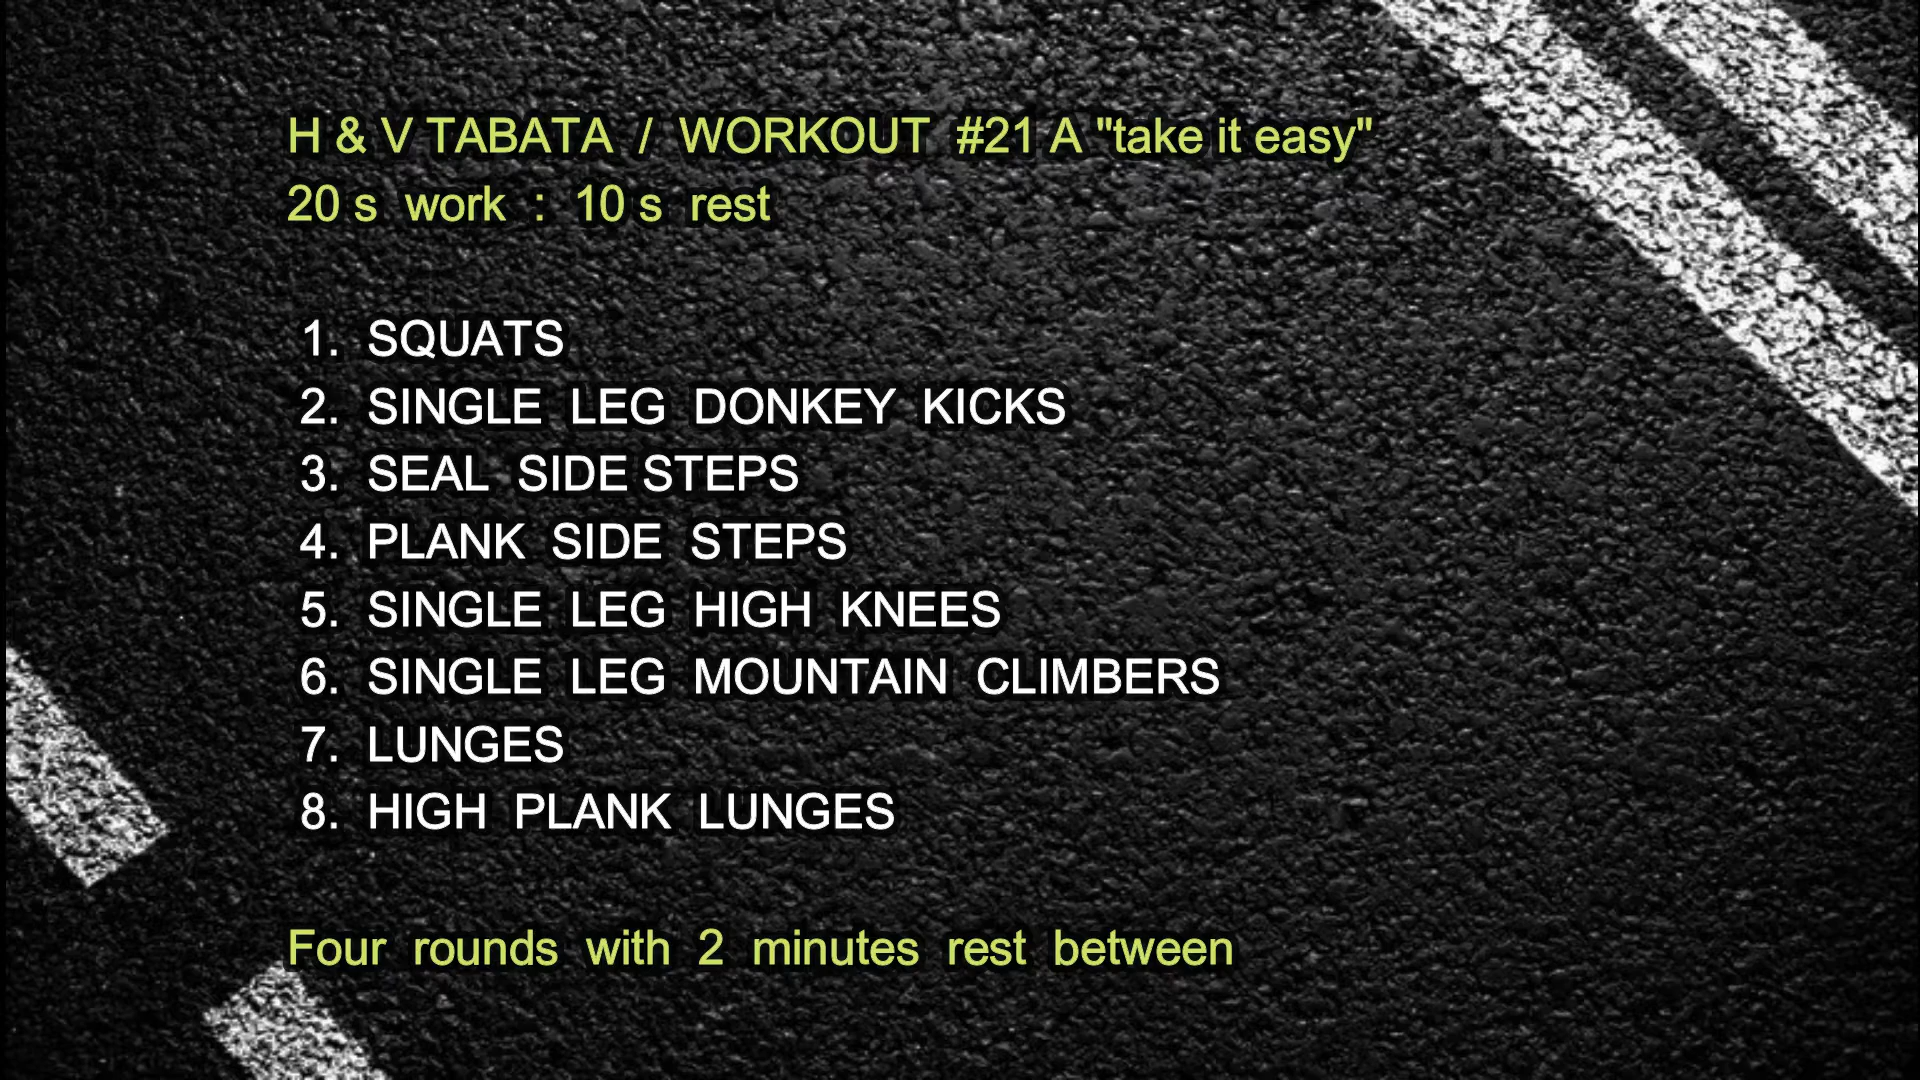 H & V TABATA / WORKOUT #21 A "take it easy"
20 s work : 10 s rest
1. SQUATS
2. SINGLE LEG DONKEY KICKS
3. SEAL SIDE STEPS
4. PLANK SIDE STEPS
5. SINGLE LEG HIGH KNEES
6. SINGLE LEG MOUNTAIN CLIMBERS
7. LUNGES
8. HIGH PLANK LUNGES
Four rounds with 2 minutes rest between